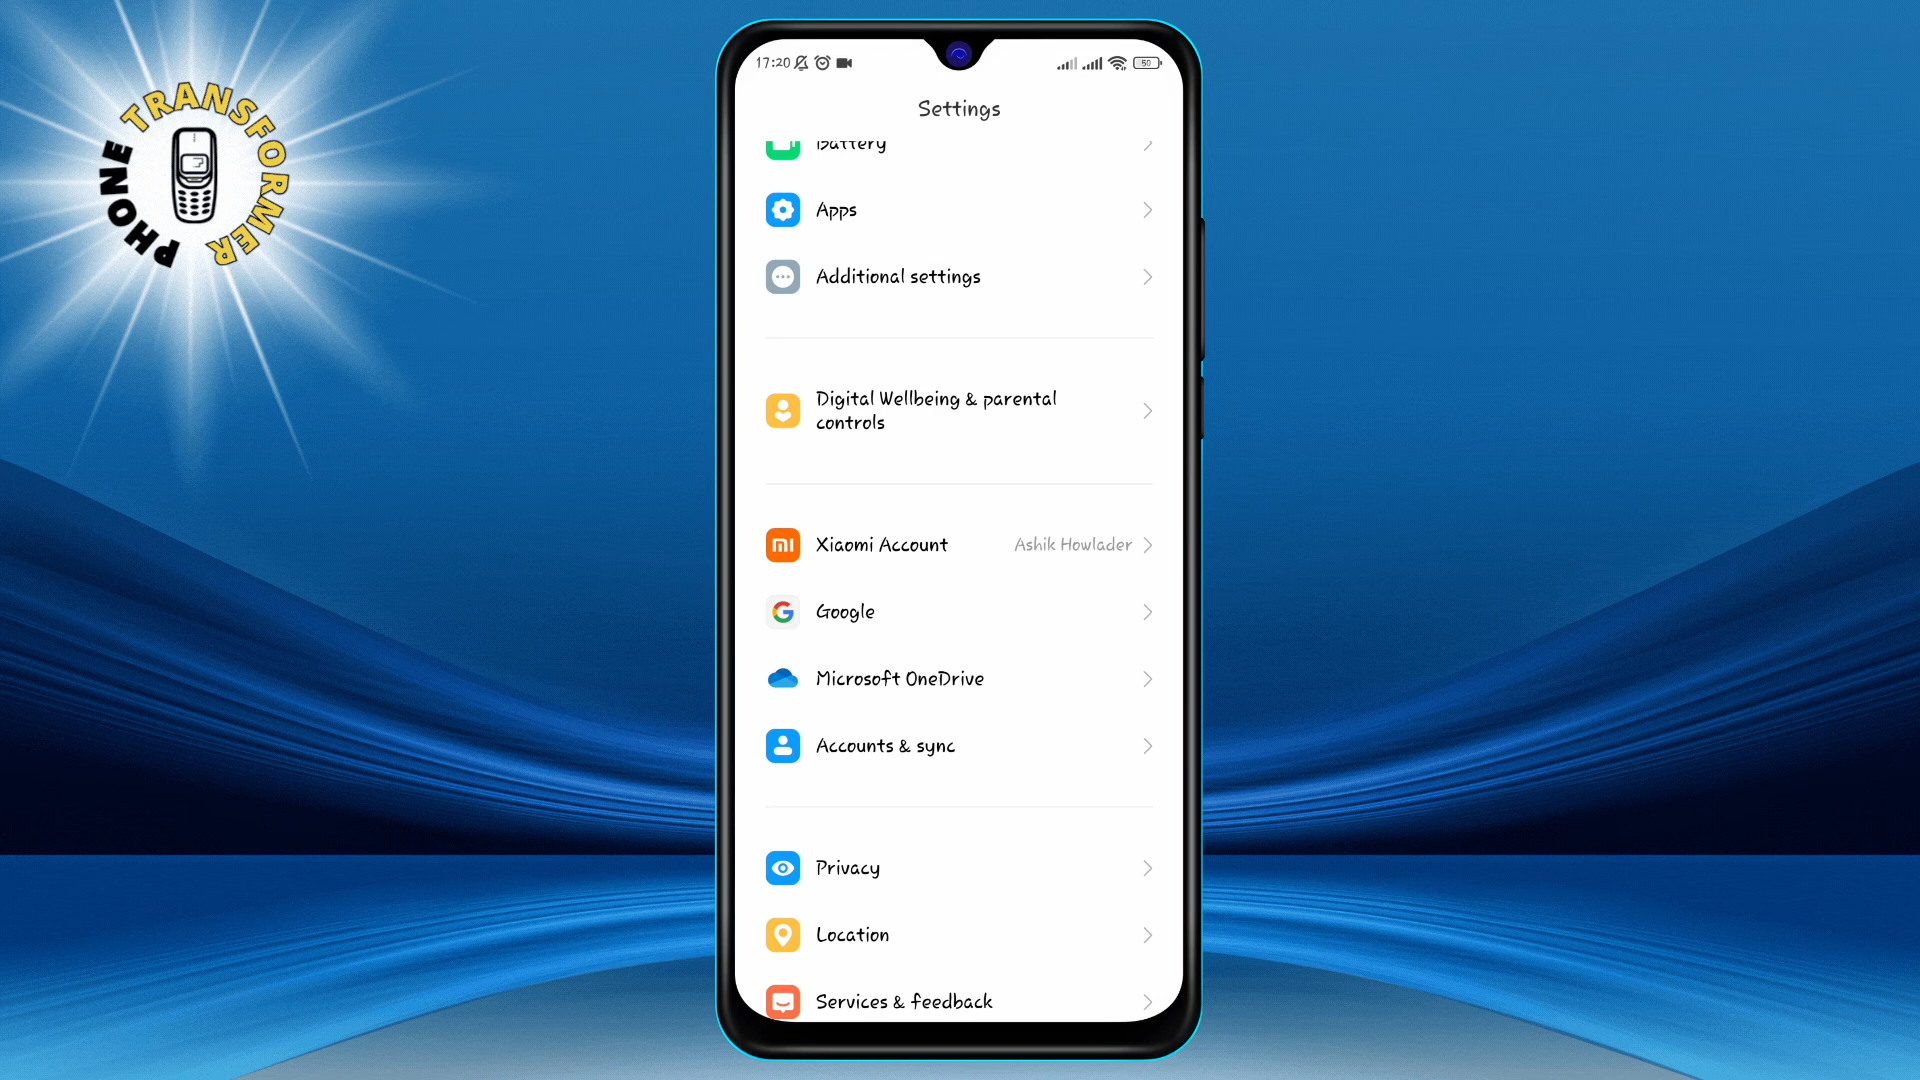 PHONE TRANSFORMER
17:20
50
Settings
Battery
Apps
Additional settings
Digital Wellbeing & parental
controls
Xiaomi Account Ashik Howlader
Google
Microsoft OneDrive
Accounts & sync
Privacy
Location
Services & feedback